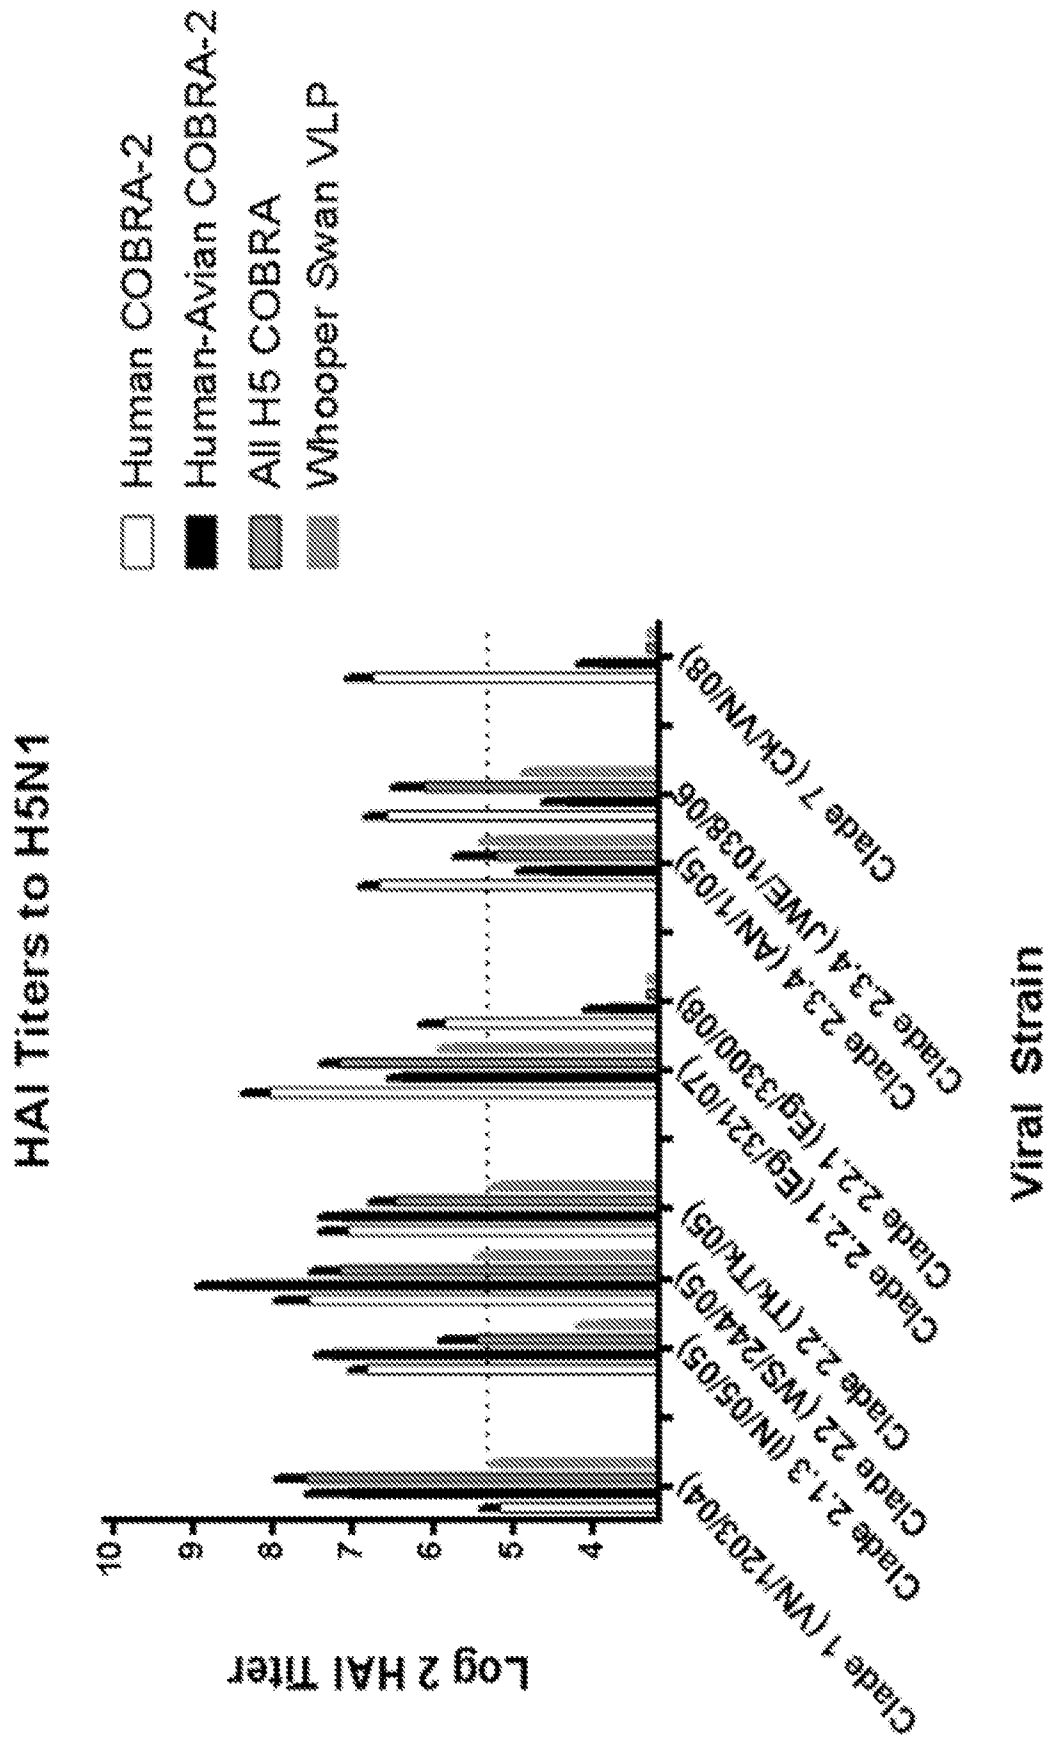 HAI Titers to H5N1
Human COBRA-2
Human-Avian COBRA-2
All H5 COBRA
Whooper Swan VLP
Log 2 HAI Titer
10
9
8
7
6
5
4
Clade 1 (VN/1203/04)
Clade 2.1.3 (IN/05/05)
Clade 2.2 (WS/244/05)
Clade 2.2 (Tk/Tk/05)
Clade 2.2.1 (Eg/321/07)
Clade 2.2.1 (Eg/3300/08)
Clade 2.3.4 (AN/1/05)
Clade 2.3.4 (JWE/1038/06
Clade 7 (Ck/VN/08)
Viral Strain